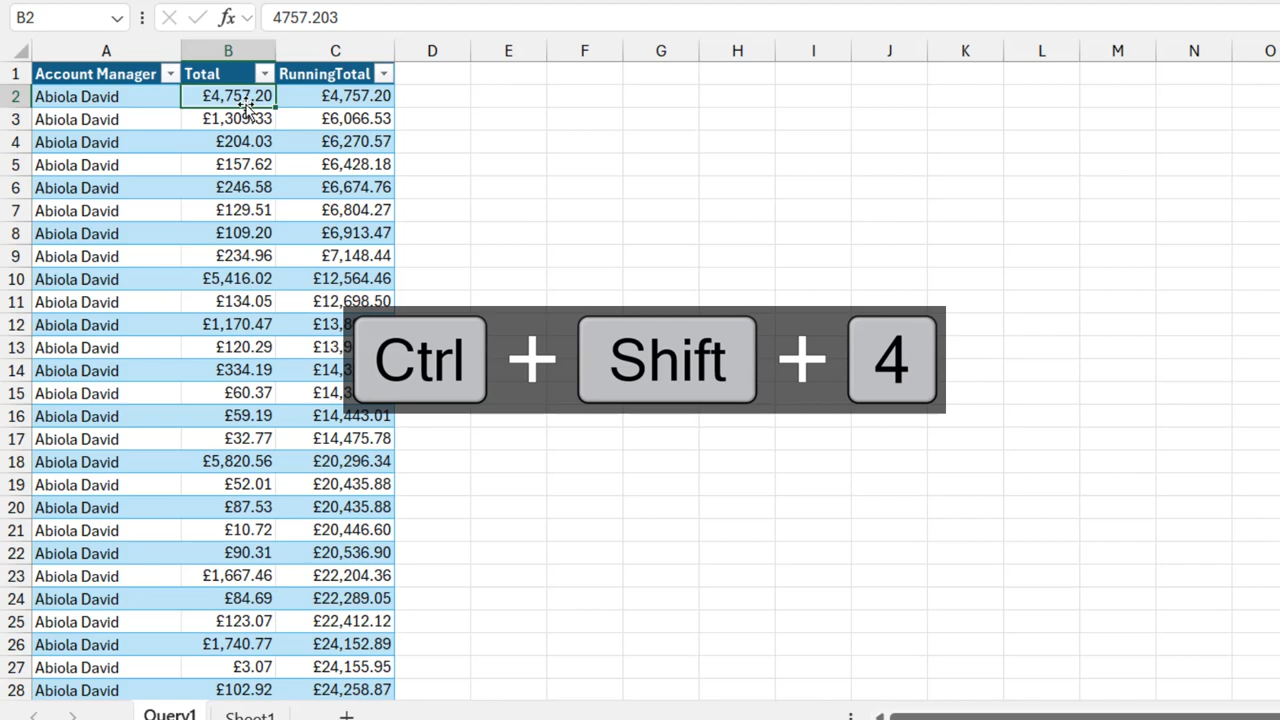 B2 fx 4757.203
A B C D E F G H I J K L M N O
1 Account Manager Total RunningTotal
2 Abiola David £4,757.20 £4,757.20
3 Abiola David £1,309.33 £6,066.53
4 Abiola David £204.03 £6,270.57
5 Abiola David £157.62 £6,428.18
6 Abiola David £246.58 £6,674.76
7 Abiola David £129.51 £6,804.27
8 Abiola David £109.20 £6,913.47
9 Abiola David £234.96 £7,148.44
10 Abiola David £5,416.02 £12,564.46
11 Abiola David £134.05 £12,698.50
12 Abiola David £1,170.47
13 Abiola David £120.29
14 Abiola David £334.19
15 Abiola David £60.37
16 Abiola David £59.19 £14,443.01
17 Abiola David £32.77 £14,475.78
18 Abiola David £5,820.56 £20,296.34
19 Abiola David £52.01 £20,435.88
20 Abiola David £87.53 £20,435.88
21 Abiola David £10.72 £20,446.60
22 Abiola David £90.31 £20,536.90
23 Abiola David £1,667.46 £22,204.36
24 Abiola David £84.69 £22,289.05
25 Abiola David £123.07 £22,412.12
26 Abiola David £1,740.77 £24,152.89
27 Abiola David £3.07 £24,155.95
28 Abiola David £102.92 £24,258.87
Ctrl + Shift + 4
Query1 Sheet1 +